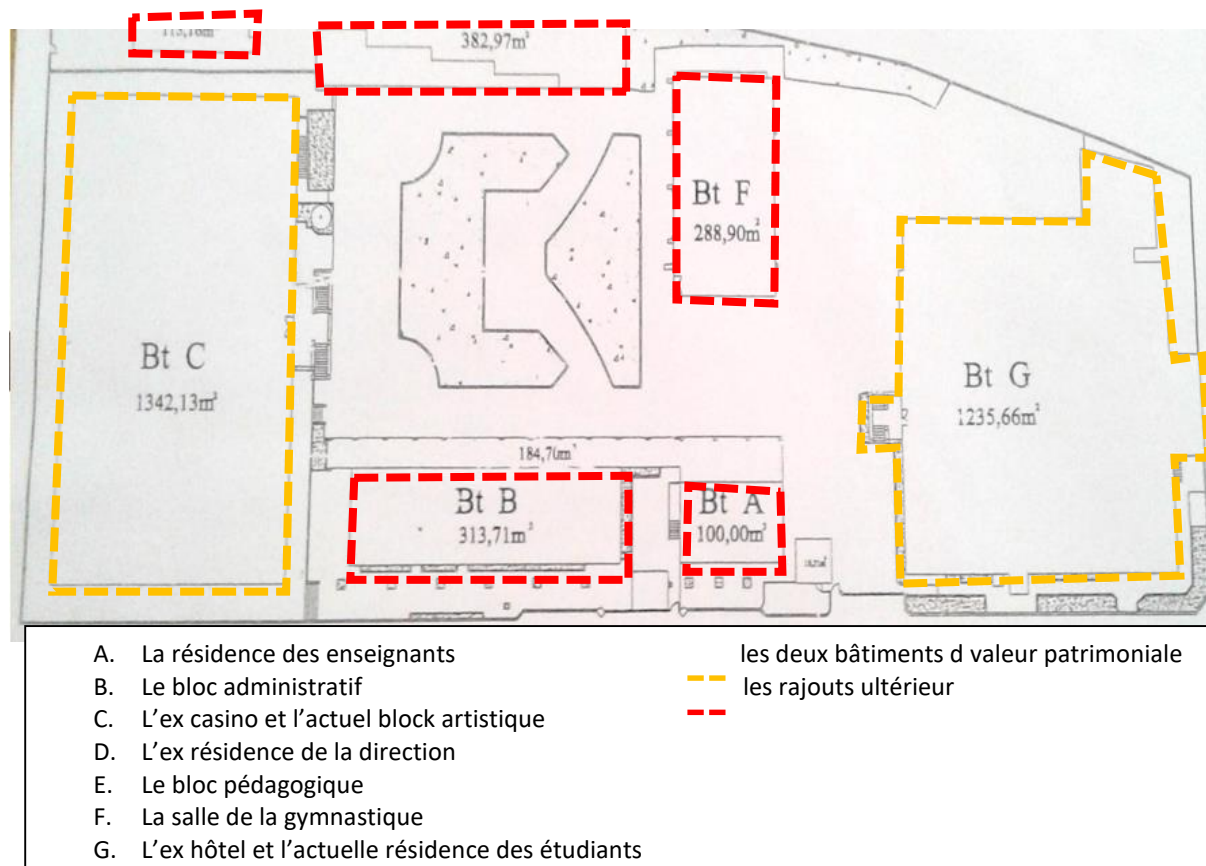 113,16m²
382,97m²
Bt F
288,90m²
Bt C
1342,13m²
Bt G
1235,66m²
184,70m²
Bt B
313,71m²
Bt A
100,00m²
A. La résidence des enseignants
B. Le bloc administratif
C. L’ex casino et l’actuel block artistique
D. L’ex résidence de la direction
E. Le bloc pédagogique
F. La salle de la gymnastique
G. L’ex hôtel et l’actuelle résidence des étudiants
les deux bâtiments d valeur patrimoniale
les rajouts ultérieur